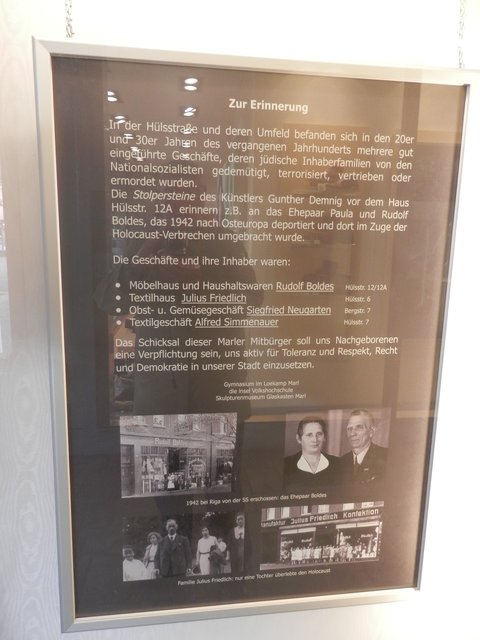 Zur Erinnerung
In der Hülsstraße und deren Umfeld befanden sich in den 20er
und 30er Jahren des vergangenen Jahrhunderts mehrere gut
eingeführte Geschäfte, deren jüdische Inhaberfamilien von den
Nationalsozialisten gedemütigt, terrorisiert, vertrieben oder
ermordet wurden.
Die Stolpersteine des Künstlers Gunther Demnig vor dem Haus
Hülsstr. 12A erinnern z.B. an das Ehepaar Paula und Rudolf
Boldes, das 1942 nach Osteuropa deportiert und dort im Zuge der
Holocaust-Verbrechen umgebracht wurde.
Die Geschäfte und ihre Inhaber waren:
• Möbelhaus und Haushaltswaren Rudolf Boldes Hülsstr. 12/12A
• Textilhaus Julius Friedlich Hülsstr. 6
• Obst- u. Gemüsegeschäft Siegfried Neugarten Bergstr. 7
• Textilgeschäft Alfred Simmenauer Hülsstr. 7
Das Schicksal dieser Marler Mitbürger soll uns Nachgeborenen
eine Verpflichtung sein, uns aktiv für Toleranz und Respekt, Recht
und Demokratie in unserer Stadt einzusetzen.
Gymnasium im Loekamp Marl
die insel Volkshochschule
Skulpturenmuseum Glaskasten Marl
Rudolf Boldes
1942 bei Riga von der SS erschossen: das Ehepaar Boldes
Manufaktur Julius Friedlich Konfektion
Familie Julius Friedlich: nur eine Tochter überlebte den Holocaust